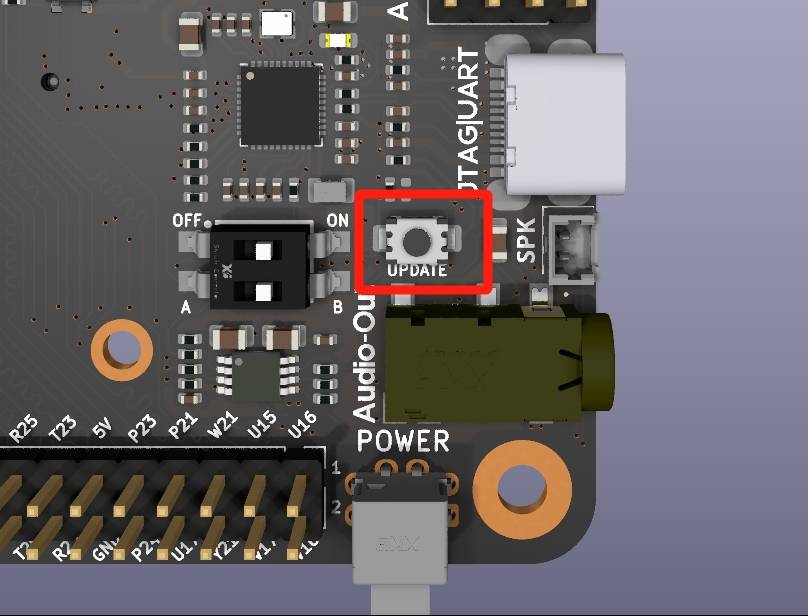 A
JTAG|UART
OFF
ON
SPK
UPDATE
A
B
Audio-Out
R25
T23
5V
P23
P21
W21
U15
U16
POWER
1
2